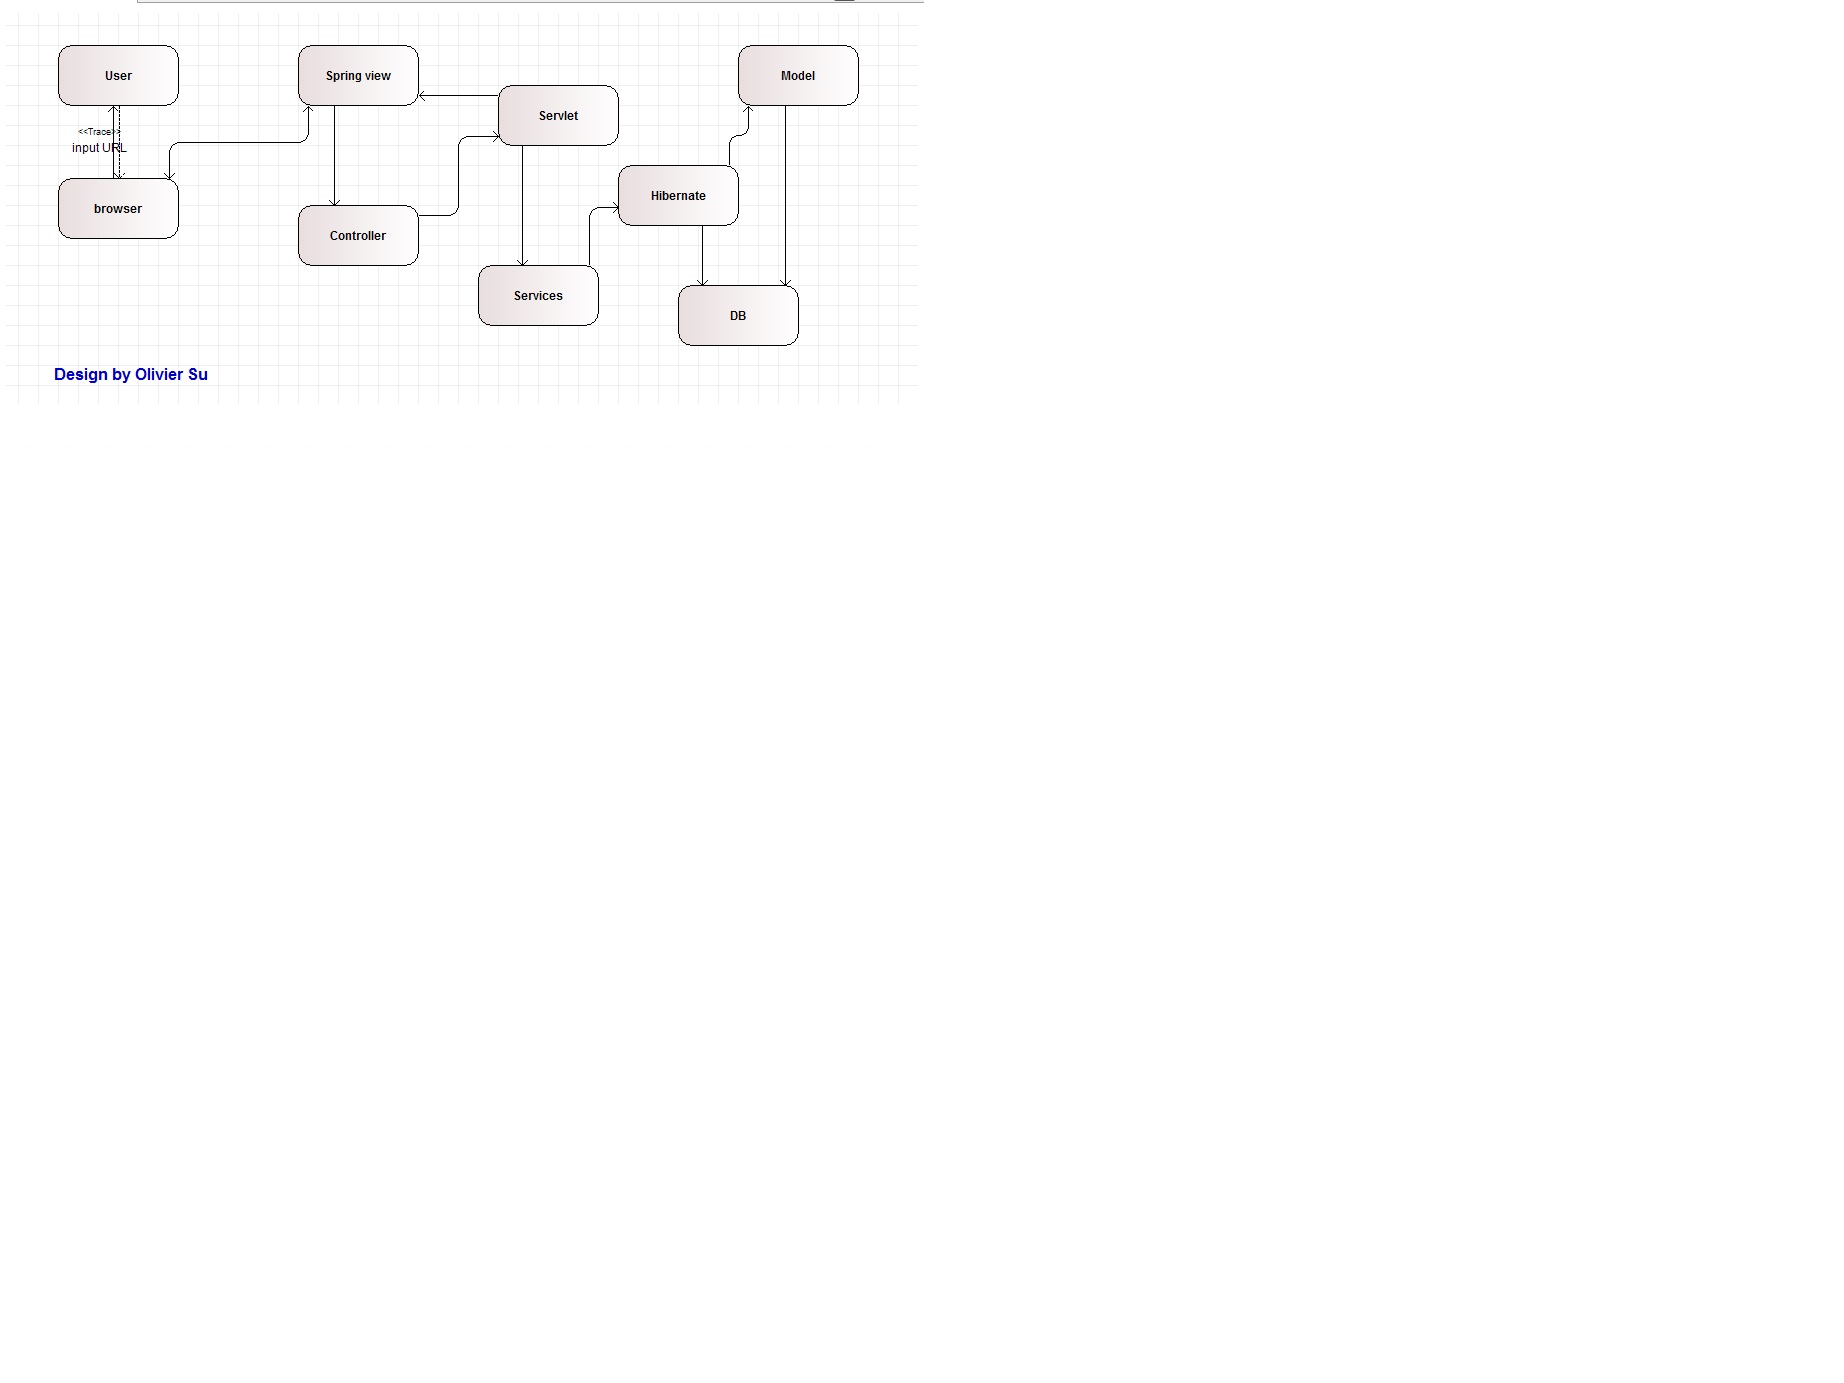 User
Spring view
Model
Servlet
<<Trace>>
input URL
Hibernate
browser
Controller
Services
DB
Design by Olivier Su